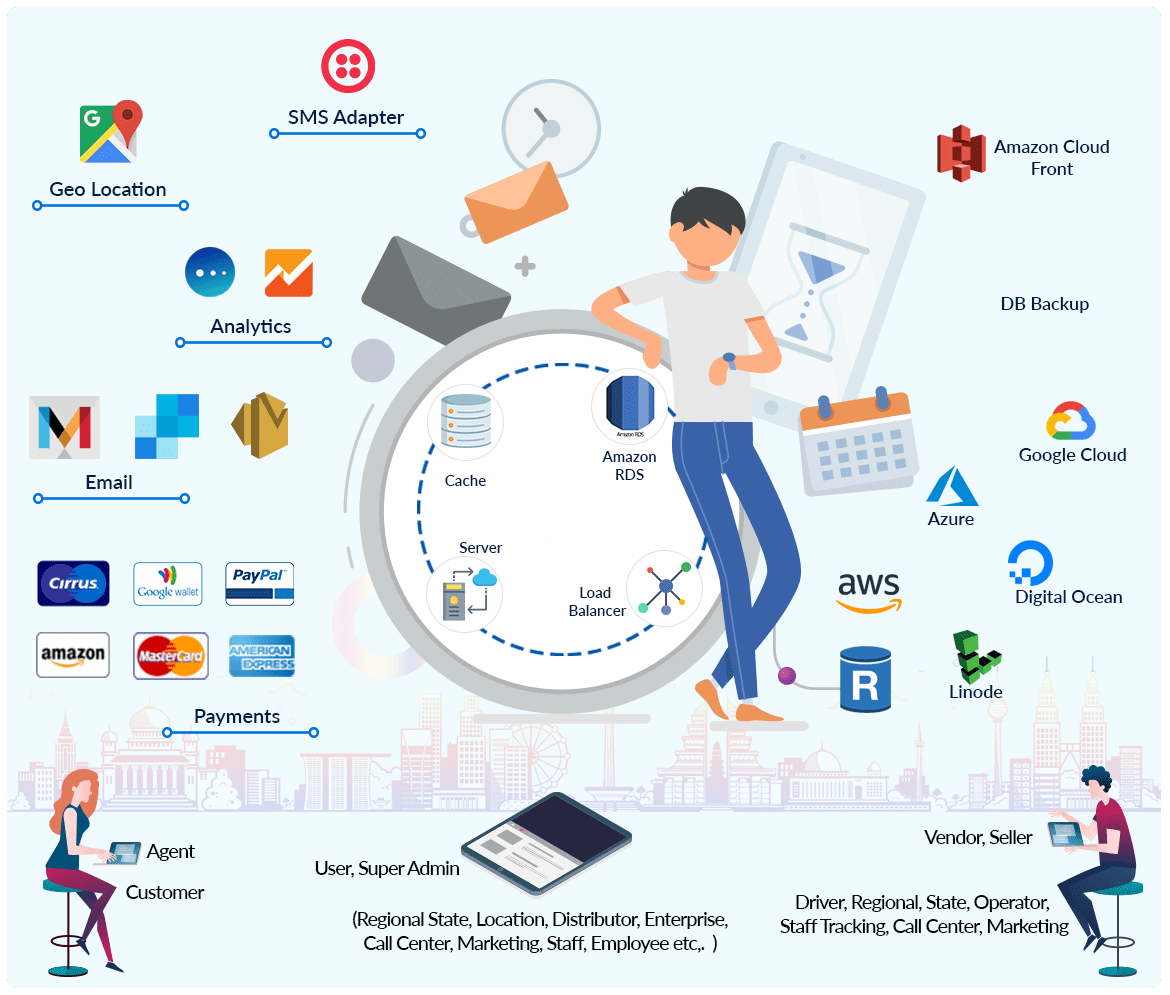 SMS Adapter
G
Geo Location
Amazon Cloud
Front
Analytics
DB Backup
Email
Cache
Amazon RDS
Amazon
RDS
Google Cloud
Azure
Server
Load
Balancer
aws
Digital Ocean
R
Linode
Cirrus
Google wallet
PayPal
amazon
MasterCard
AMERICAN
EXPRESS
Payments
Agent
Customer
User, Super Admin
(Regional State, Location, Distributor, Enterprise,
Call Center, Marketing, Staff, Employee etc,. )
Vendor, Seller
Driver, Regional, State, Operator,
Staff Tracking, Call Center, Marketing